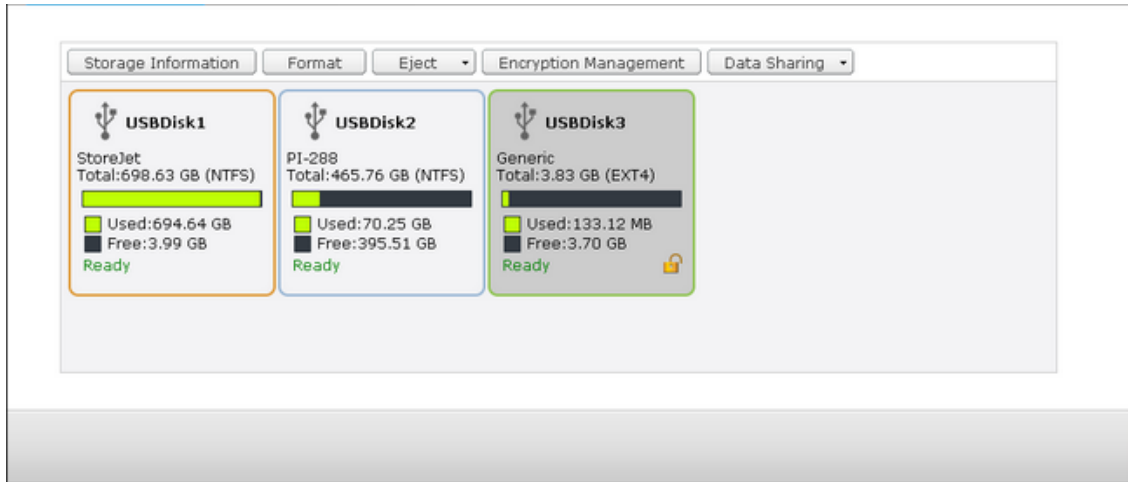 Storage Information Format Eject Encryption Management Data Sharing
USBDisk1
StoreJet
Total:698.63 GB (NTFS)
Used:694.64 GB
Free:3.99 GB
Ready
USBDisk2
PI-288
Total:465.76 GB (NTFS)
Used:70.25 GB
Free:395.51 GB
Ready
USBDisk3
Generic
Total:3.83 GB (EXT4)
Used:133.12 MB
Free:3.70 GB
Ready